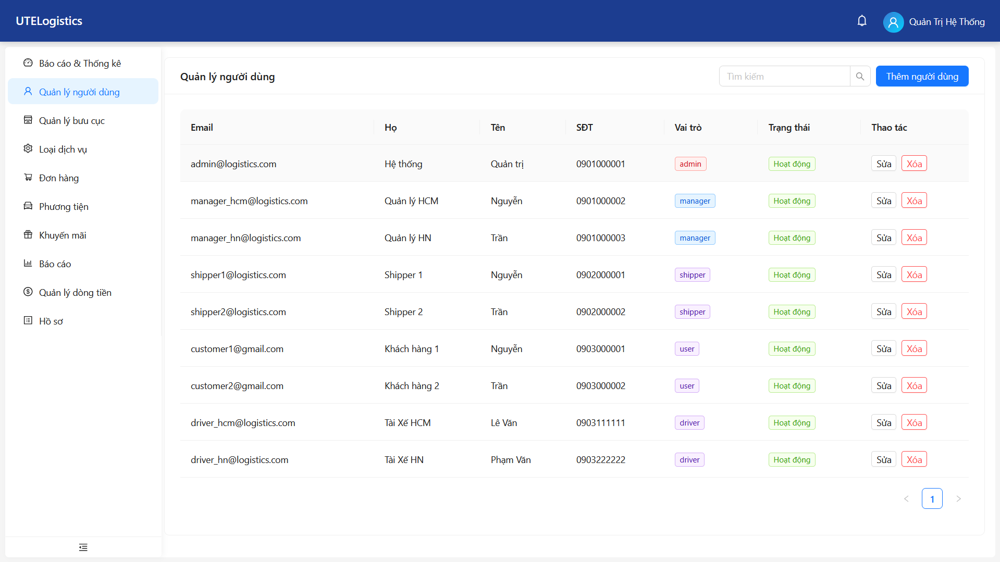 UTELogistics
Quản Trị Hệ Thống
Báo cáo & Thống kê
Quản lý người dùng
Quản lý bưu cục
Loại dịch vụ
Đơn hàng
Phương tiện
Khuyến mãi
Báo cáo
Quản lý dòng tiền
Hồ sơ
Quản lý người dùng
Tìm kiếm
Thêm người dùng
Email Họ Tên SĐT Vai trò Trạng thái Thao tác
admin@logistics.com Hệ thống Quản trị 0901000001 admin Hoạt động Sửa Xóa
manager_hcm@logistics.com Quản lý HCM Nguyễn 0901000002 manager Hoạt động Sửa Xóa
manager_hn@logistics.com Quản lý HN Trần 0901000003 manager Hoạt động Sửa Xóa
shipper1@logistics.com Shipper 1 Nguyễn 0902000001 shipper Hoạt động Sửa Xóa
shipper2@logistics.com Shipper 2 Trần 0902000002 shipper Hoạt động Sửa Xóa
customer1@gmail.com Khách hàng 1 Nguyễn 0903000001 user Hoạt động Sửa Xóa
customer2@gmail.com Khách hàng 2 Trần 0903000002 user Hoạt động Sửa Xóa
driver_hcm@logistics.com Tài Xế HCM Lê Văn 0903111111 driver Hoạt động Sửa Xóa
driver_hn@logistics.com Tài Xế HN Phạm Văn 0903222222 driver Hoạt động Sửa Xóa
1